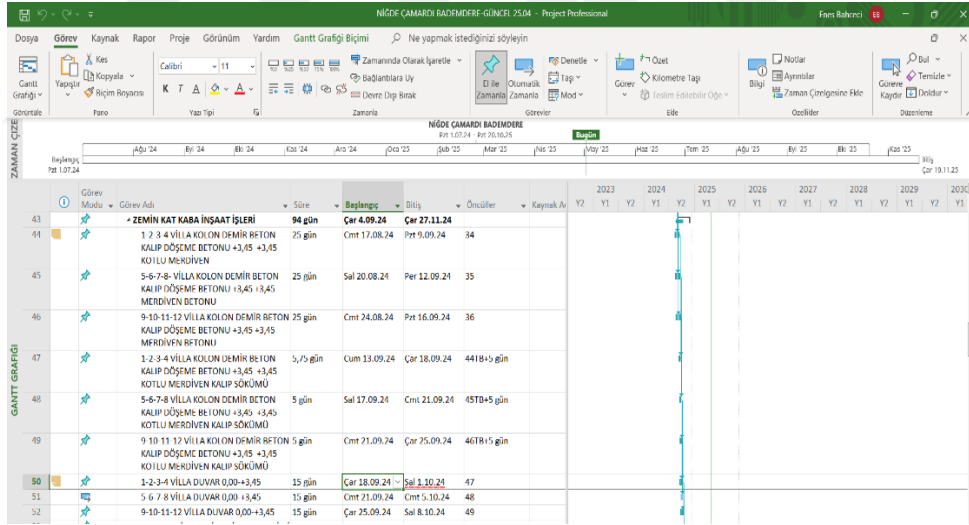 NİĞDE ÇAMARDI BADEMDERE-GÜNCEL 25.04 - Project Professional
Enes Bahceci EB
Dosya Görev Kaynak Rapor Proje Görünüm Yardım Gantt Grafiği Biçimi Ne yapmak istediğinizi söyleyin
Gantt Grafiği
Yapıştır
Kes
Kopyala
Biçim Boyacısı
Calibri 11
K T A
Zamanında Olarak İşaretle
Bağlantılara Uy
Devre Dışı Bırak
El ile Zamanla
Otomatik Zamanla
Denetle
Taşı
Mod
Görev
Özet
Kilometre Taşı
Teslim Edilebilir Öğe
Bilgi
Notlar
Ayrıntılar
Zaman Çizelgesine Ekle
Göreve Kaydır
Bul
Temizle
Doldur
Görüntüle Pano Yazı Tipi Zamanla Görevler Ekle Özellikler Düzenleme
ZAMAN ÇİZE
NİĞDE ÇAMARDI BADEMDERE
Pzt 1.07.24 - Pzt 20.10.25
Bugün
Ağu '24 Eyl '24 Eki '24 Kas '24 Ara '24 Oca '25 Şub '25 Mar '25 Nis '25 May '25 Haz '25 Tem '25 Ağu '25 Eyl '25 Eki '25 Kas '25
Başlangıç
Pzt 1.07.24
Bitiş
Çar 19.11.25
GANTT GRAFİĞİ
Görev Modu Görev Adı Süre Başlangıç Bitiş Öncüller Kaynak A
2023 2024 2025 2026 2027 2028 2029 2030
Y2 Y1 Y2 Y1 Y2 Y1 Y2 Y1 Y2 Y1 Y2 Y1 Y2 Y1 Y2 Y1
43 ZEMİN KAT KABA İNŞAAT İŞLERİ 94 gün Çar 4.09.24 Çar 27.11.24
44 1-2-3-4 VİLLA KOLON DEMİR BETON 25 gün Cmt 17.08.24 Pzt 9.09.24 34
KALIP DÖŞEME BETONU +3,45 +3,45
KOTLU MERDİVEN
45 5-6-7-8- VİLLA KOLON DEMİR BETON 25 gün Sal 20.08.24 Per 12.09.24 35
KALIP DÖŞEME BETONU +3,45 +3,45
MERDİVEN BETONU
46 9-10-11-12 VİLLA KOLON DEMİR BETON 25 gün Cmt 24.08.24 Pzt 16.09.24 36
KALIP DÖŞEME BETONU +3,45 +3,45
MERDİVEN BETONU
47 1-2-3-4 VİLLA KOLON DEMİR BETON 5,75 gün Cum 13.09.24 Çar 18.09.24 44TB+5 gün
KALIP DÖŞEME BETONU +3,45 +3,45
KOTLU MERDİVEN KALIP SÖKÜMÜ
48 5-6-7-8 VİLLA KOLON DEMİR BETON 5 gün Sal 17.09.24 Cmt 21.09.24 45TB+5 gün
KALIP DÖŞEME BETONU +3,45 +3,45
KOTLU MERDİVEN KALIP SÖKÜMÜ
49 9-10-11-12 VİLLA KOLON DEMİR BETON 5 gün Cmt 21.09.24 Çar 25.09.24 46TB+5 gün
KALIP DÖŞEME BETONU +3,45 +3,45
KOTLU MERDİVEN KALIP SÖKÜMÜ
50 1-2-3-4 VİLLA DUVAR 0,00-+3,45 15 gün Çar 18.09.24 Sal 1.10.24 47
51 5-6-7-8 VİLLA DUVAR 0,00-+3,45 15 gün Cmt 21.09.24 Cmt 5.10.24 48
52 9-10-11-12 VİLLA DUVAR 0,00-+3,45 15 gün Çar 25.09.24 Sal 8.10.24 49